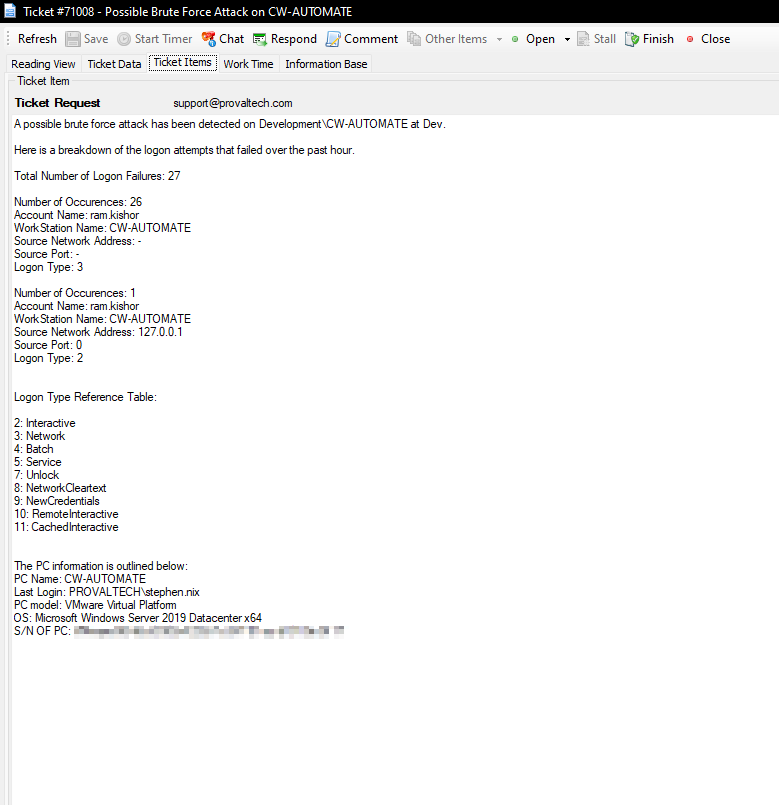 Ticket #71008 - Possible Brute Force Attack on CW-AUTOMATE
Refresh Save Start Timer Chat Respond Comment Other Items Open Stall Finish Close
Reading View Ticket Data Ticket Items Work Time Information Base
Ticket Item
Ticket Request support@provaltech.com
A possible brute force attack has been detected on Development\CW-AUTOMATE at Dev.
Here is a breakdown of the logon attempts that failed over the past hour.
Total Number of Logon Failures: 27
Number of Occurences: 26
Account Name: ram.kishor
WorkStation Name: CW-AUTOMATE
Source Network Address: -
Source Port: -
Logon Type: 3
Number of Occurences: 1
Account Name: ram.kishor
WorkStation Name: CW-AUTOMATE
Source Network Address: 127.0.0.1
Source Port: 0
Logon Type: 2
Logon Type Reference Table:
2: Interactive
3: Network
4: Batch
5: Service
7: Unlock
8: NetworkCleartext
9: NewCredentials
10: RemoteInteractive
11: CachedInteractive
The PC information is outlined below:
PC Name: CW-AUTOMATE
Last Login: PROVALTECH\stephen.nix
PC model: VMware Virtual Platform
OS: Microsoft Windows Server 2019 Datacenter x64
S/N OF PC: